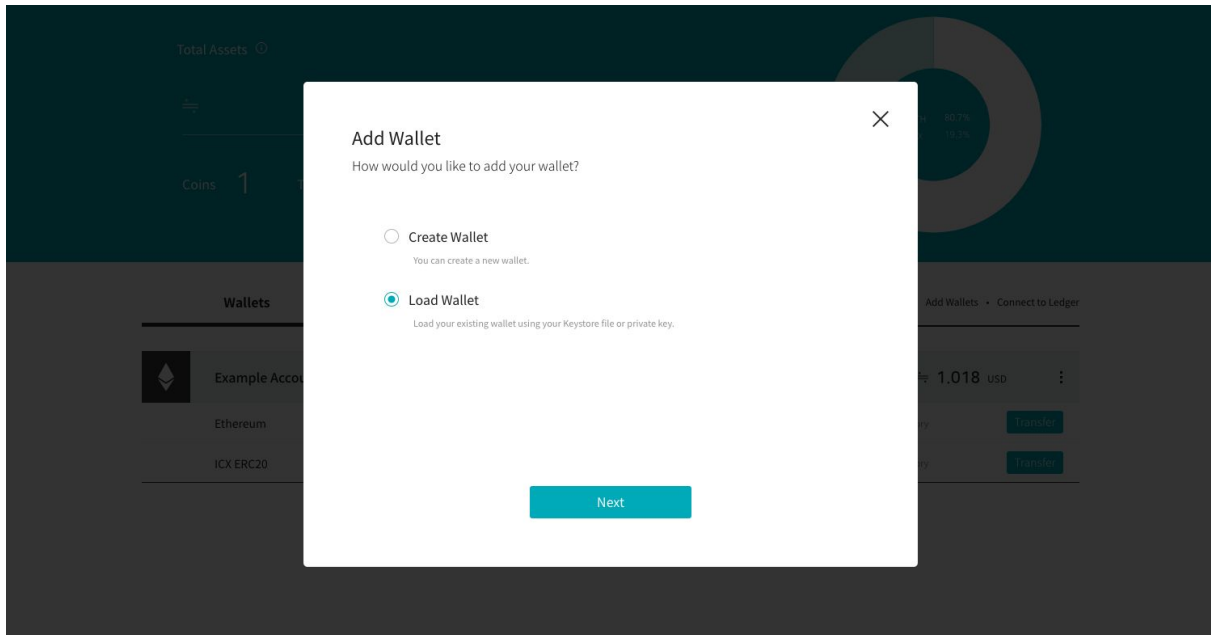 Total Assets
80.7%
Add Wallet
How would you like to add your wallet?
Coins 1
Create Wallet
You can create a new wallet.
Load Wallet
Load your existing wallet using your Keystore file or private key.
Wallets
Add Wallets • Connect to Ledger
Example Accou
1.018 USD
Ethereum
Transfer
ICX ERC20
Transfer
Next